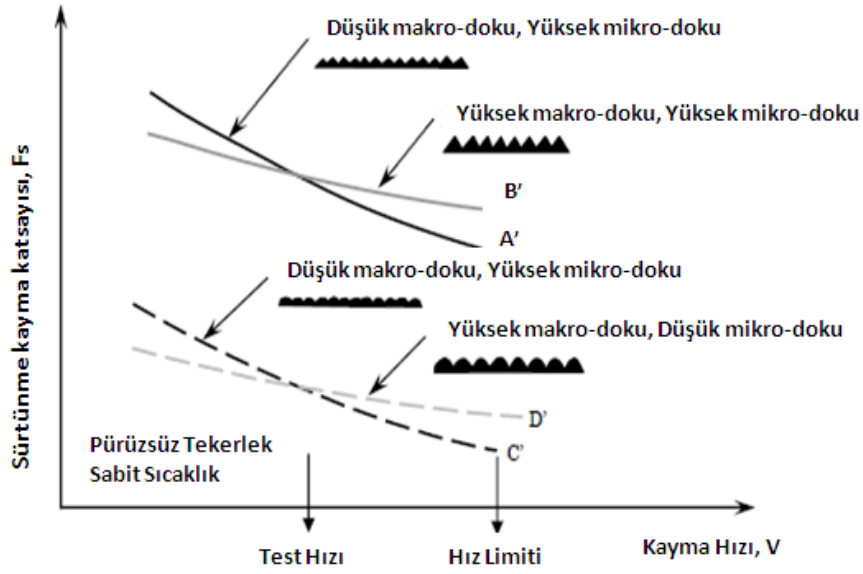 Düşük makro-doku, Yüksek mikro-doku
Yüksek makro-doku, Yüksek mikro-doku
B'
A'
Düşük makro-doku, Yüksek mikro-doku
Yüksek makro-doku, Düşük mikro-doku
D'
C'
Sürtünme kayma katsayısı, Fs
Pürüzsüz Tekerlek
Sabit Sıcaklık
Test Hızı
Hız Limiti
Kayma Hızı, V